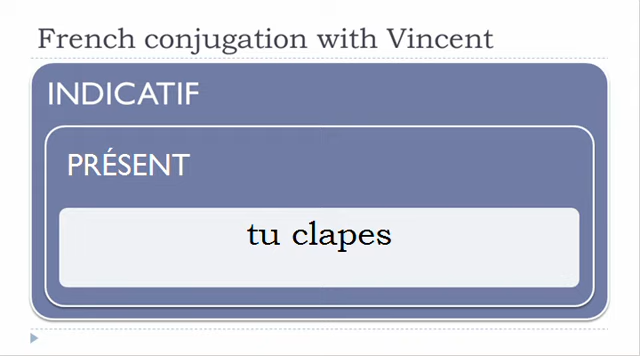 French conjugation with Vincent
INDICATIF
PRÉSENT
tu clapes